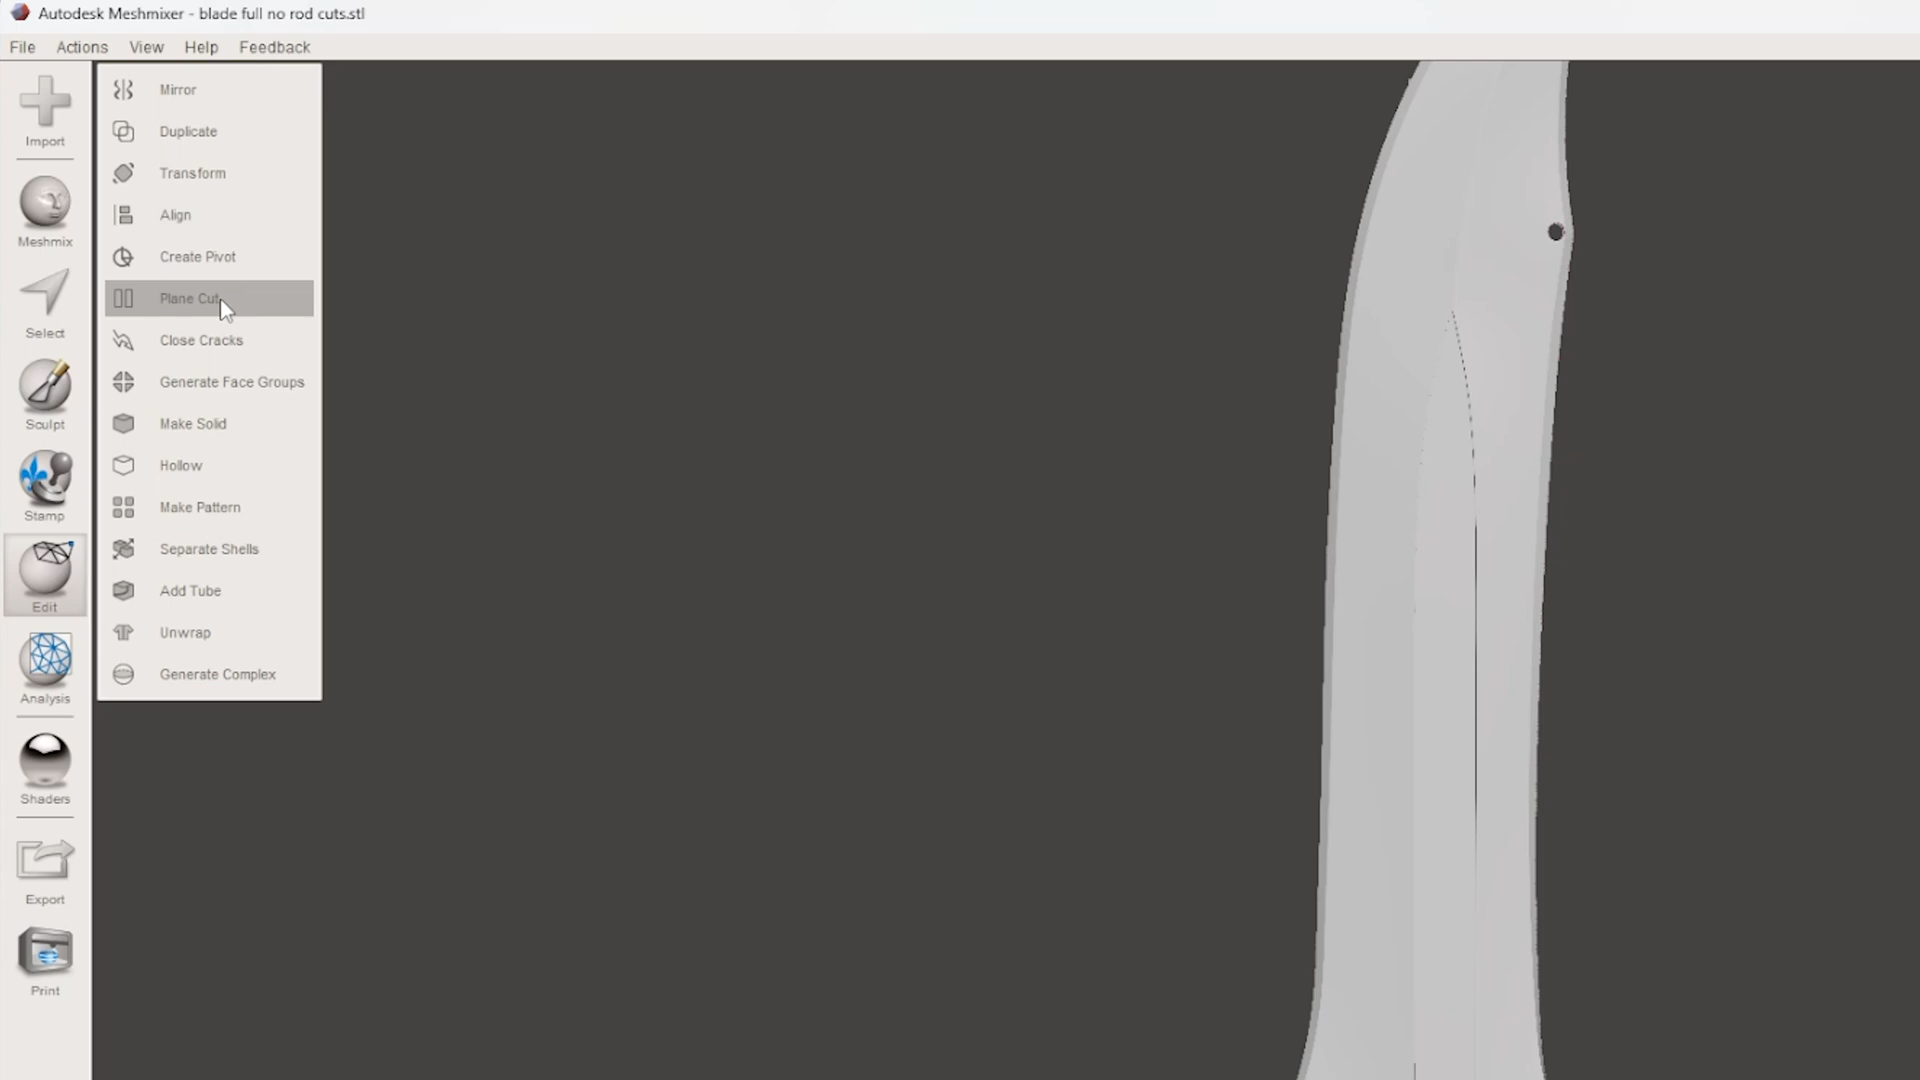 Autodesk Meshmixer - blade full no rod cuts.stl
File Actions View Help Feedback
Import
Meshmix
Select
Sculpt
Stamp
Edit
Analysis
Shaders
Export
Print
Mirror
Duplicate
Transform
Align
Create Pivot
Plane Cut
Close Cracks
Generate Face Groups
Make Solid
Hollow
Make Pattern
Separate Shells
Add Tube
Unwrap
Generate Complex